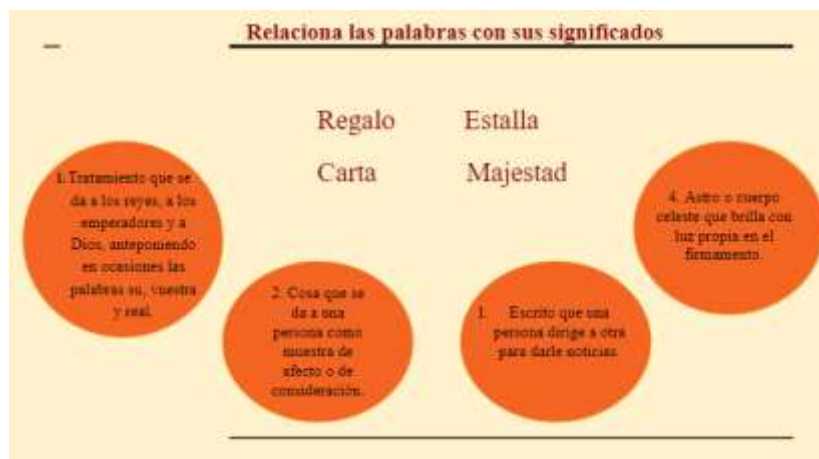 Relaciona las palabras con sus significados
Regalo
Estalla
Carta
Majestad
1. Tratamiento que se
da a los reyes, a los
emperadores y a
Dios, anteponiendo
en ocasiones las
palabras su, vuestra
y real.
2. Cosa que se
da a una
persona como
muestra de
afecto o de
consideración.
1. Escrito que una
persona dirige a otra
para darle noticias
4. Astro o cuerpo
celeste que brilla con
luz propia en el
firmamento.